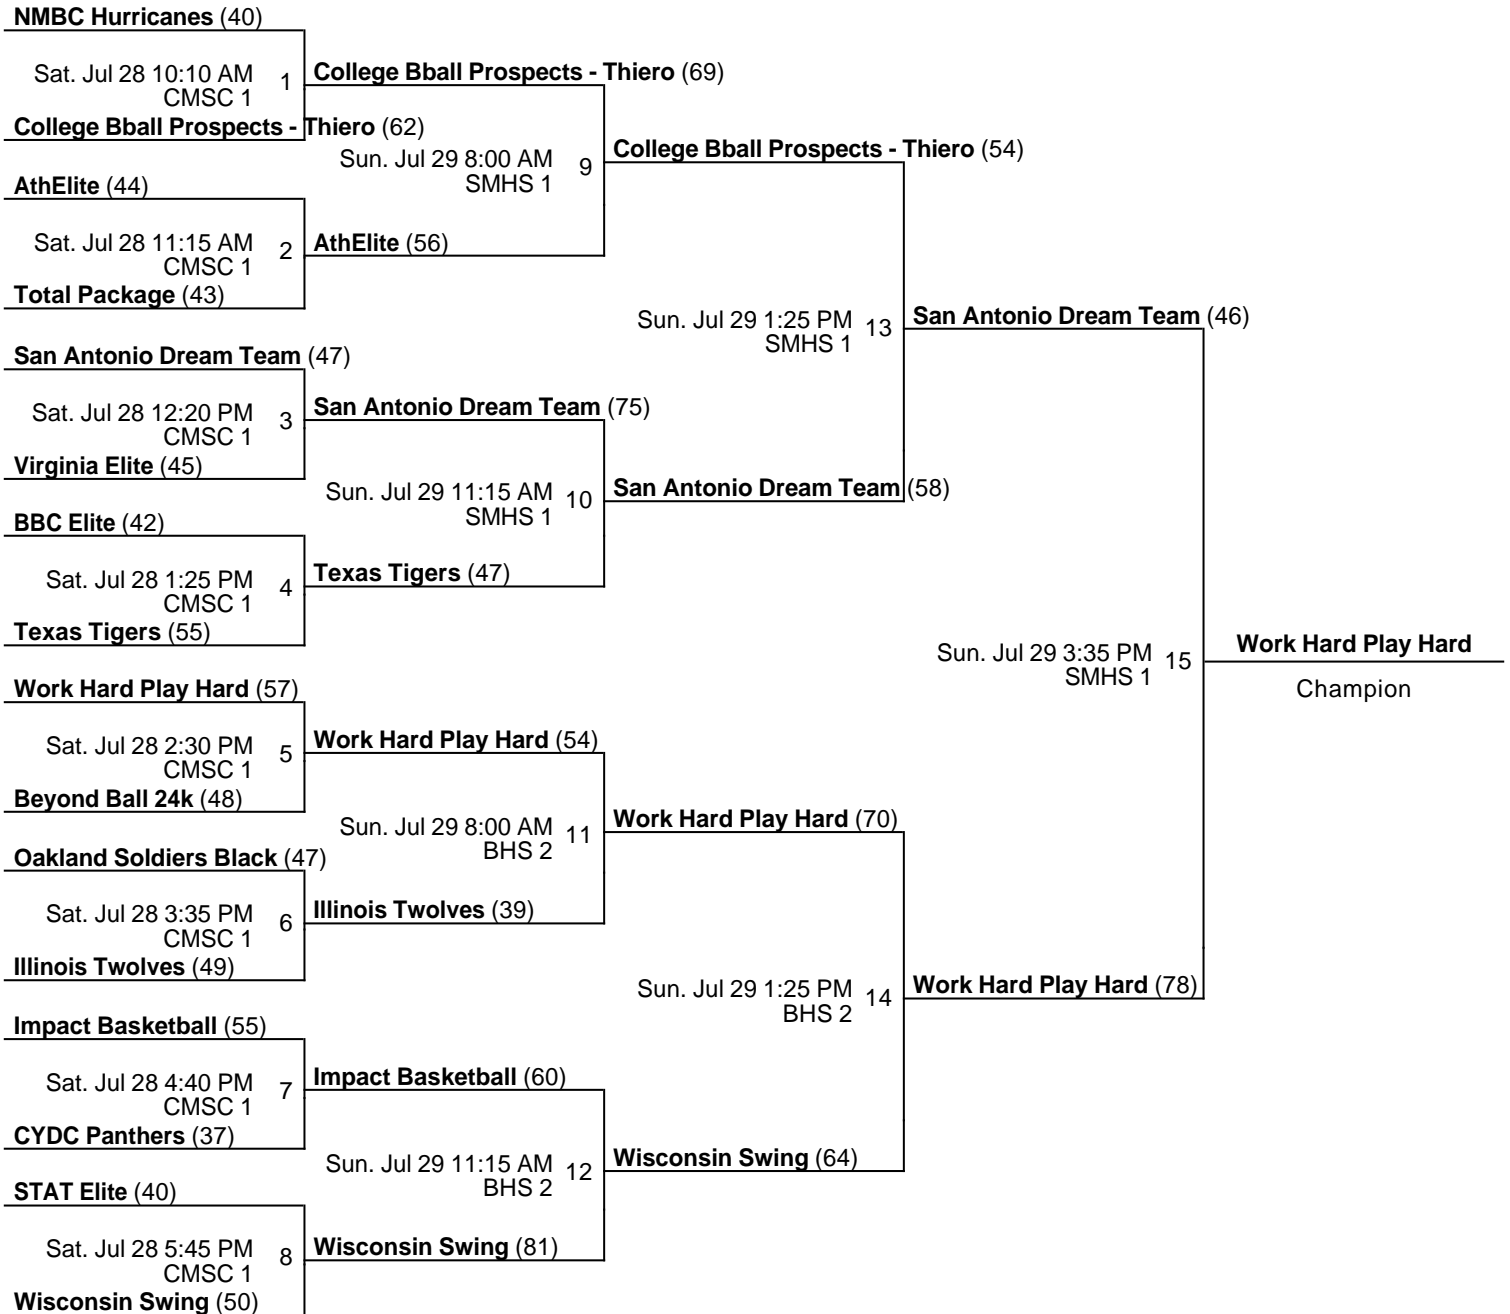 NMBC Hurricanes (40)
Sat. Jul 28 10:10 AM 1
CMSC 1
College Bball Prospects - Thiero (62)
AthElite (44)
Sat. Jul 28 11:15 AM 2
CMSC 1
Total Package (43)
San Antonio Dream Team (47)
Sat. Jul 28 12:20 PM 3
CMSC 1
Virginia Elite (45)
BBC Elite (42)
Sat. Jul 28 1:25 PM 4
CMSC 1
Texas Tigers (55)
Work Hard Play Hard (57)
Sat. Jul 28 2:30 PM 5
CMSC 1
Beyond Ball 24k (48)
Oakland Soldiers Black (47)
Sat. Jul 28 3:35 PM 6
CMSC 1
Illinois Twolves (49)
Impact Basketball (55)
Sat. Jul 28 4:40 PM 7
CMSC 1
CYDC Panthers (37)
STAT Elite (40)
Sat. Jul 28 5:45 PM 8
CMSC 1
Wisconsin Swing (50)
College Bball Prospects - Thiero (69)
Sun. Jul 29 8:00 AM 9
SMHS 1
AthElite (56)
San Antonio Dream Team (75)
Sun. Jul 29 11:15 AM 10
SMHS 1
Texas Tigers (47)
Work Hard Play Hard (54)
Sun. Jul 29 8:00 AM 11
BHS 2
Illinois Twolves (39)
Impact Basketball (60)
Sun. Jul 29 11:15 AM 12
BHS 2
Wisconsin Swing (81)
College Bball Prospects - Thiero (54)
Sun. Jul 29 1:25 PM 13
SMHS 1
San Antonio Dream Team (58)
Work Hard Play Hard (70)
Sun. Jul 29 1:25 PM 14
BHS 2
Wisconsin Swing (64)
San Antonio Dream Team (46)
Sun. Jul 29 3:35 PM 15
SMHS 1
Work Hard Play Hard (78)
Work Hard Play Hard
Champion